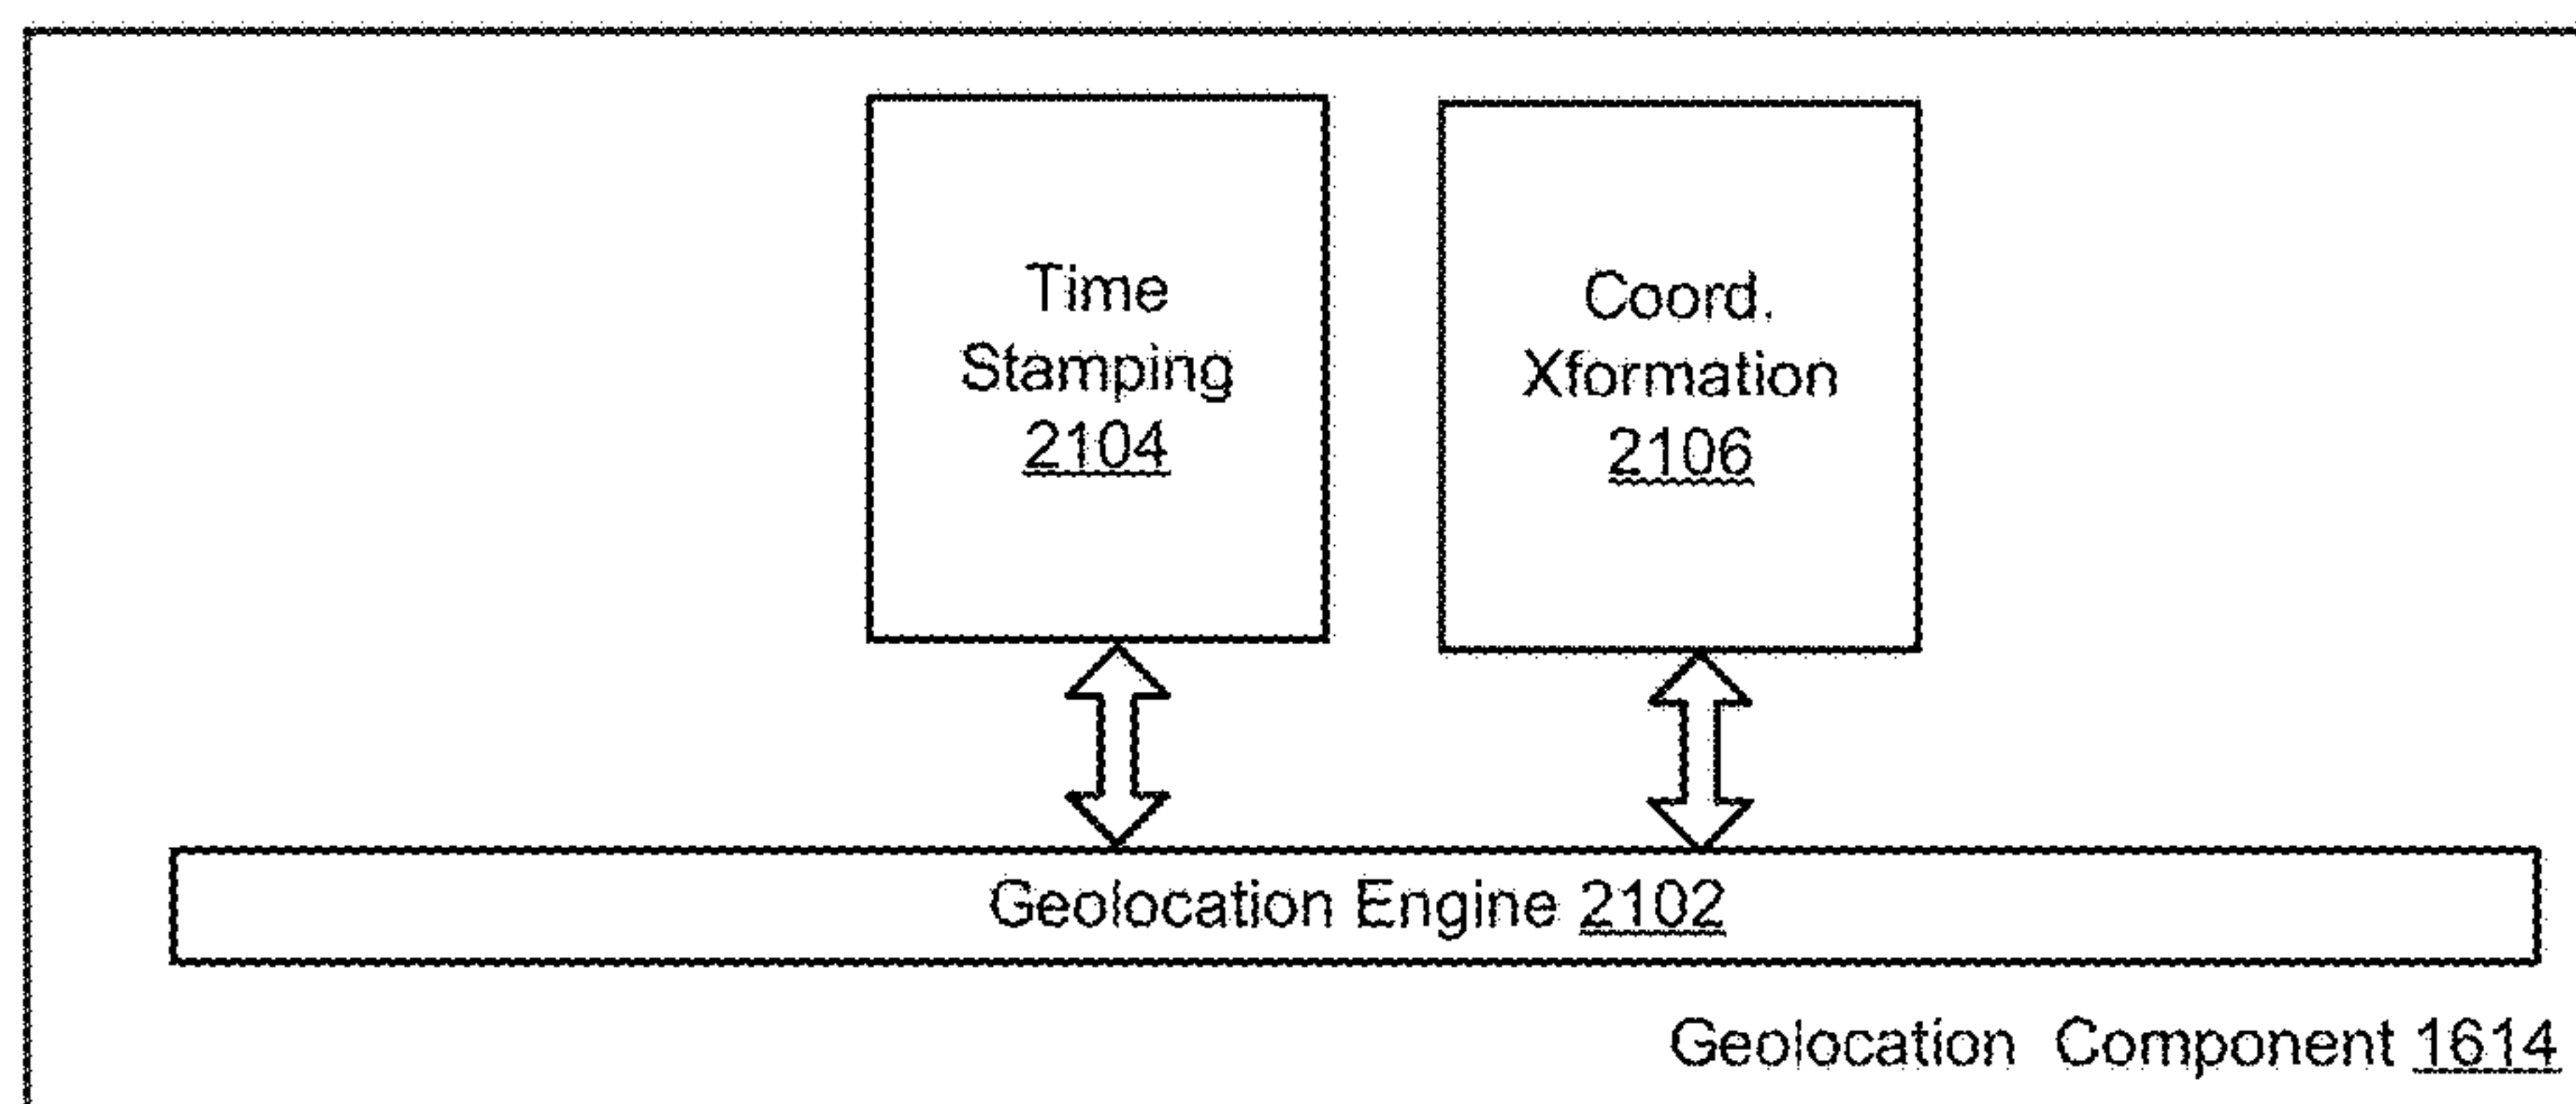 Time
Stamping
2104
Coord.
Xformation
2106
Geolocation Engine 2102
Geolocation Component 1614